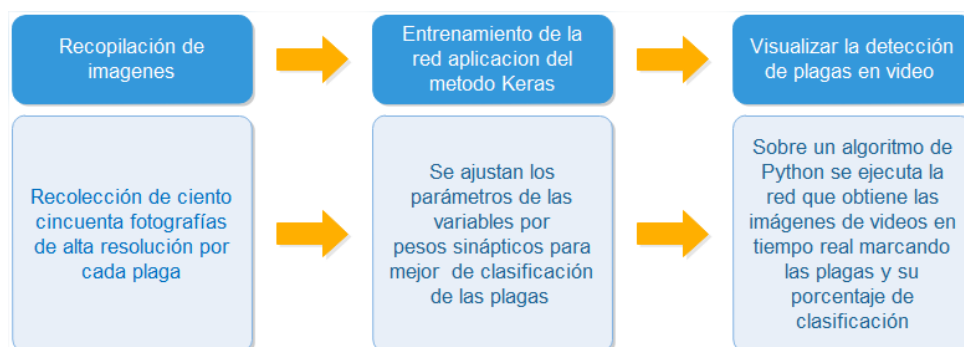 Recopilación de
imagenes
Entrenamiento de la
red aplicacion del
metodo Keras
Visualizar la detección
de plagas en video
Recolección de ciento
cincuenta fotografías
de alta resolución por
cada plaga
Se ajustan los
parámetros de las
variables por
pesos sinápticos para
mejor de clasificación
de las plagas
Sobre un algoritmo de
Python se ejecuta la
red que obtiene las
imágenes de videos en
tiempo real marcando
las plagas y su
porcentaje de
clasificación